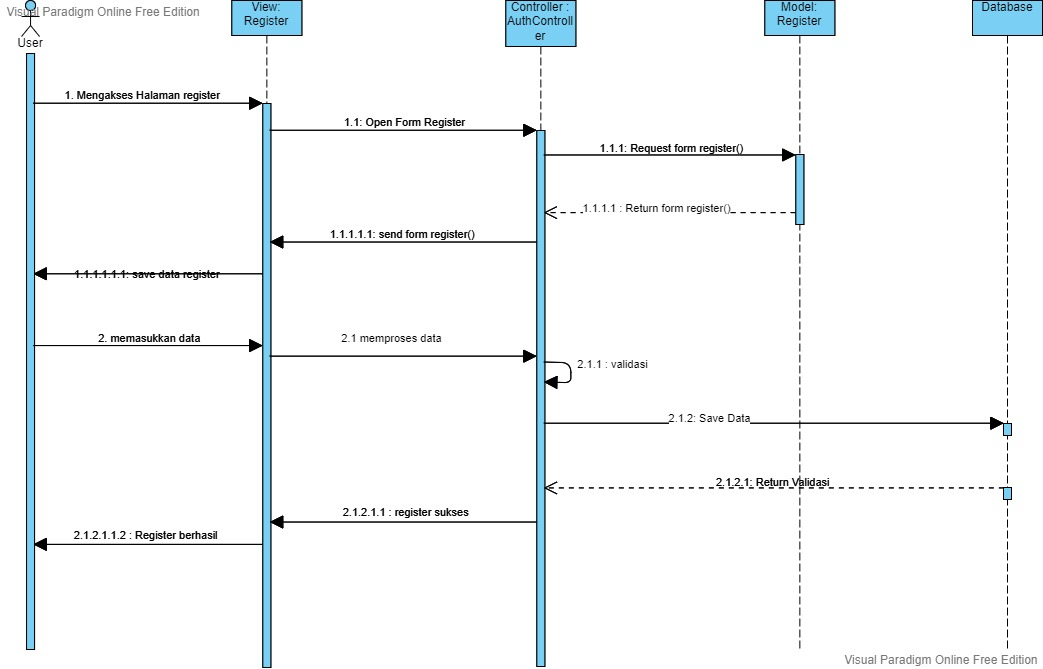 Visual Paradigm Online Free Edition
User
View:
Register
Controller :
AuthControll
er
Model:
Register
Database
1. Mengakses Halaman register
1.1: Open Form Register
1.1.1: Request form register()
1.1.1.1 : Return form register()
1.1.1.1.1: send form register()
1.1.1.1.1.1: save data register
2. memasukkan data
2.1 memproses data
2.1.1 : validasi
2.1.2: Save Data
2.1.2.1: Return Validasi
2.1.2.1.1 : register sukses
2.1.2.1.1.2 : Register berhasil
Visual Paradigm Online Free Edition